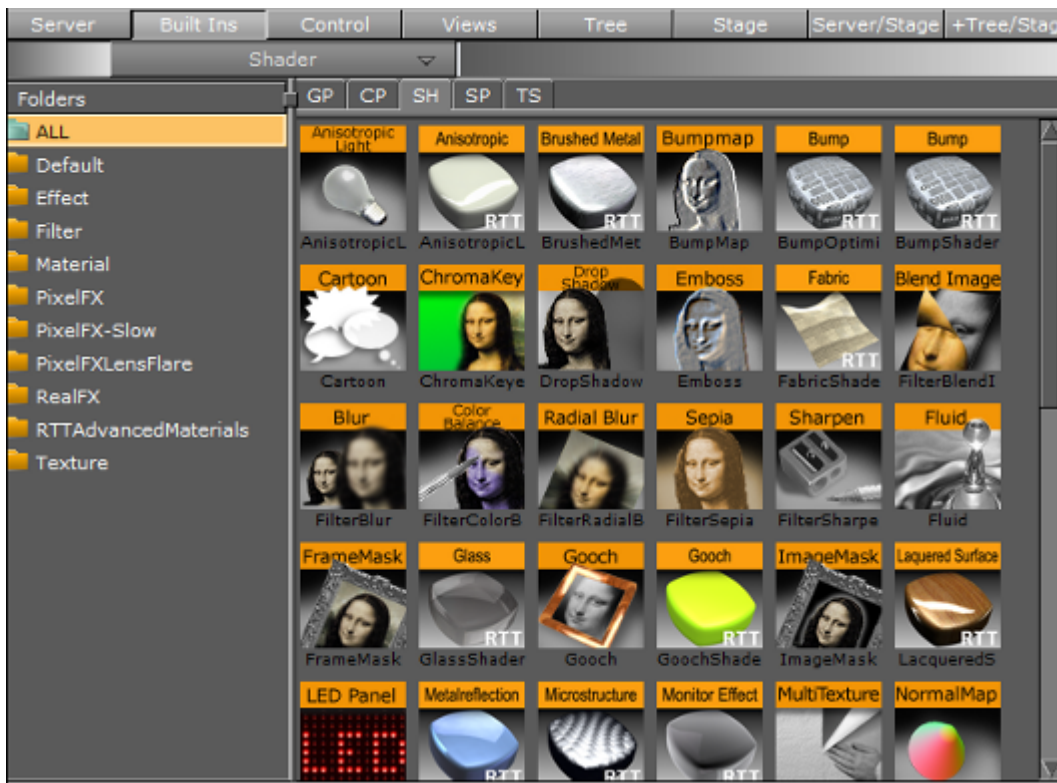 Server Built Ins Control Views Tree Stage Server/Stage +Tree/Stag
Shader
Folders
GP CP SH SP TS
ALL
Default
Effect
Filter
Material
PixelFX
PixelFX-Slow
PixelFXLensFlare
RealFX
RTTAdvancedMaterials
Texture
Anisotropic Light
Anisotropic
Brushed Metal
Bumpmap
Bump
Bump
RTT RTT RTT RTT
AnisotropicL AnisotropicL BrushedMet BumpMap BumpOptimi BumpShader
Cartoon
ChromaKey
Drop Shadow
Emboss
Fabric
Blend Image
RTT
Cartoon ChromaKeye DropShadow Emboss FabricShade FilterBlendI
Blur
Color Balance
Radial Blur
Sepia
Sharpen
Fluid
FilterBlur FilterColorB FilterRadialB FilterSepia FilterSharpe Fluid
FrameMask
Glass
Gooch
Gooch
ImageMask
Laquered Surface
RTT RTT RTT
FrameMask GlassShader Gooch GoochShade ImageMask LacqueredS
LED Panel
Metalreflection
Microstructure
Monitor Effect
MultiTexture
NormalMap
LED RTT RTT RTT